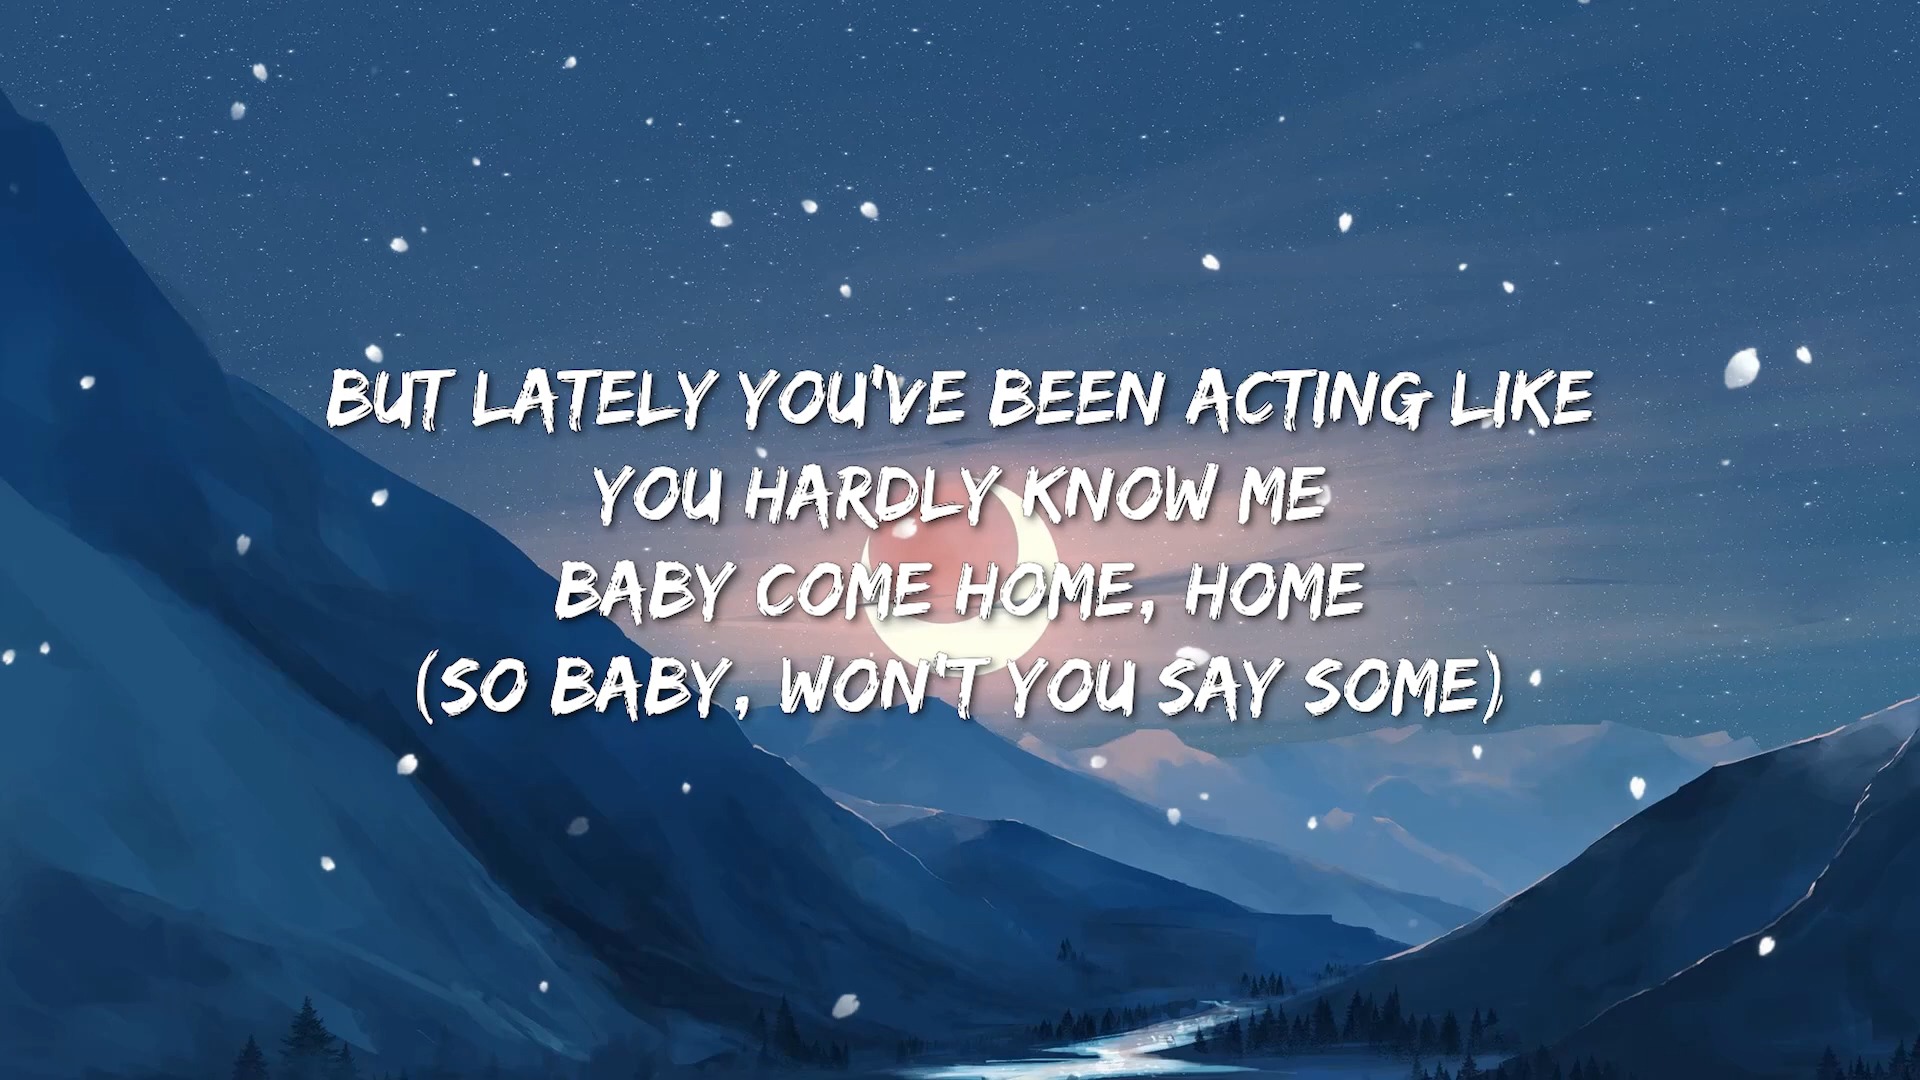 BUT LATELY YOU'VE BEEN ACTING LIKE
YOU HARDLY KNOW ME
BABY COME HOME, HOME
(SO BABY, WON'T YOU SAY SOME)